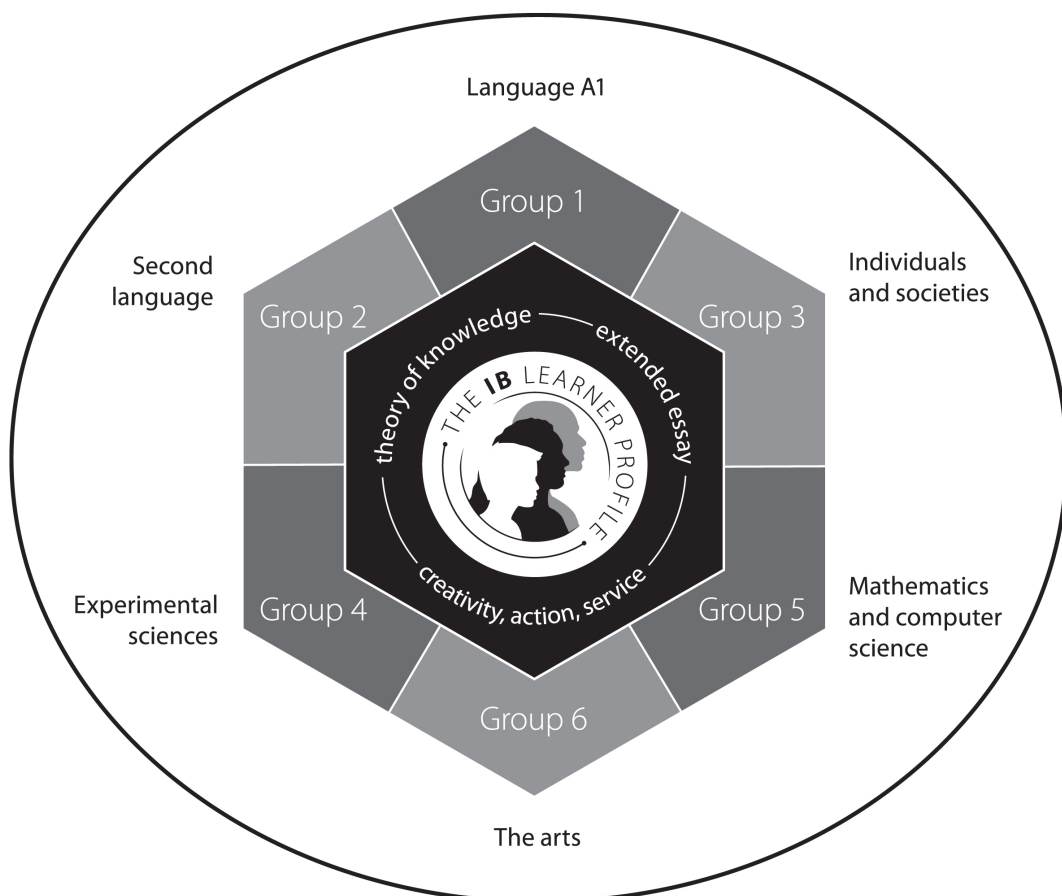 Language A1
Group 1
Second
language
Individuals
and societies
Group 2
Group 3
theory of knowledge
extended essay
THE IB LEARNER PROFILE
creativity, action, service
Experimental
sciences
Group 4
Group 5
Mathematics
and computer
science
Group 6
The arts